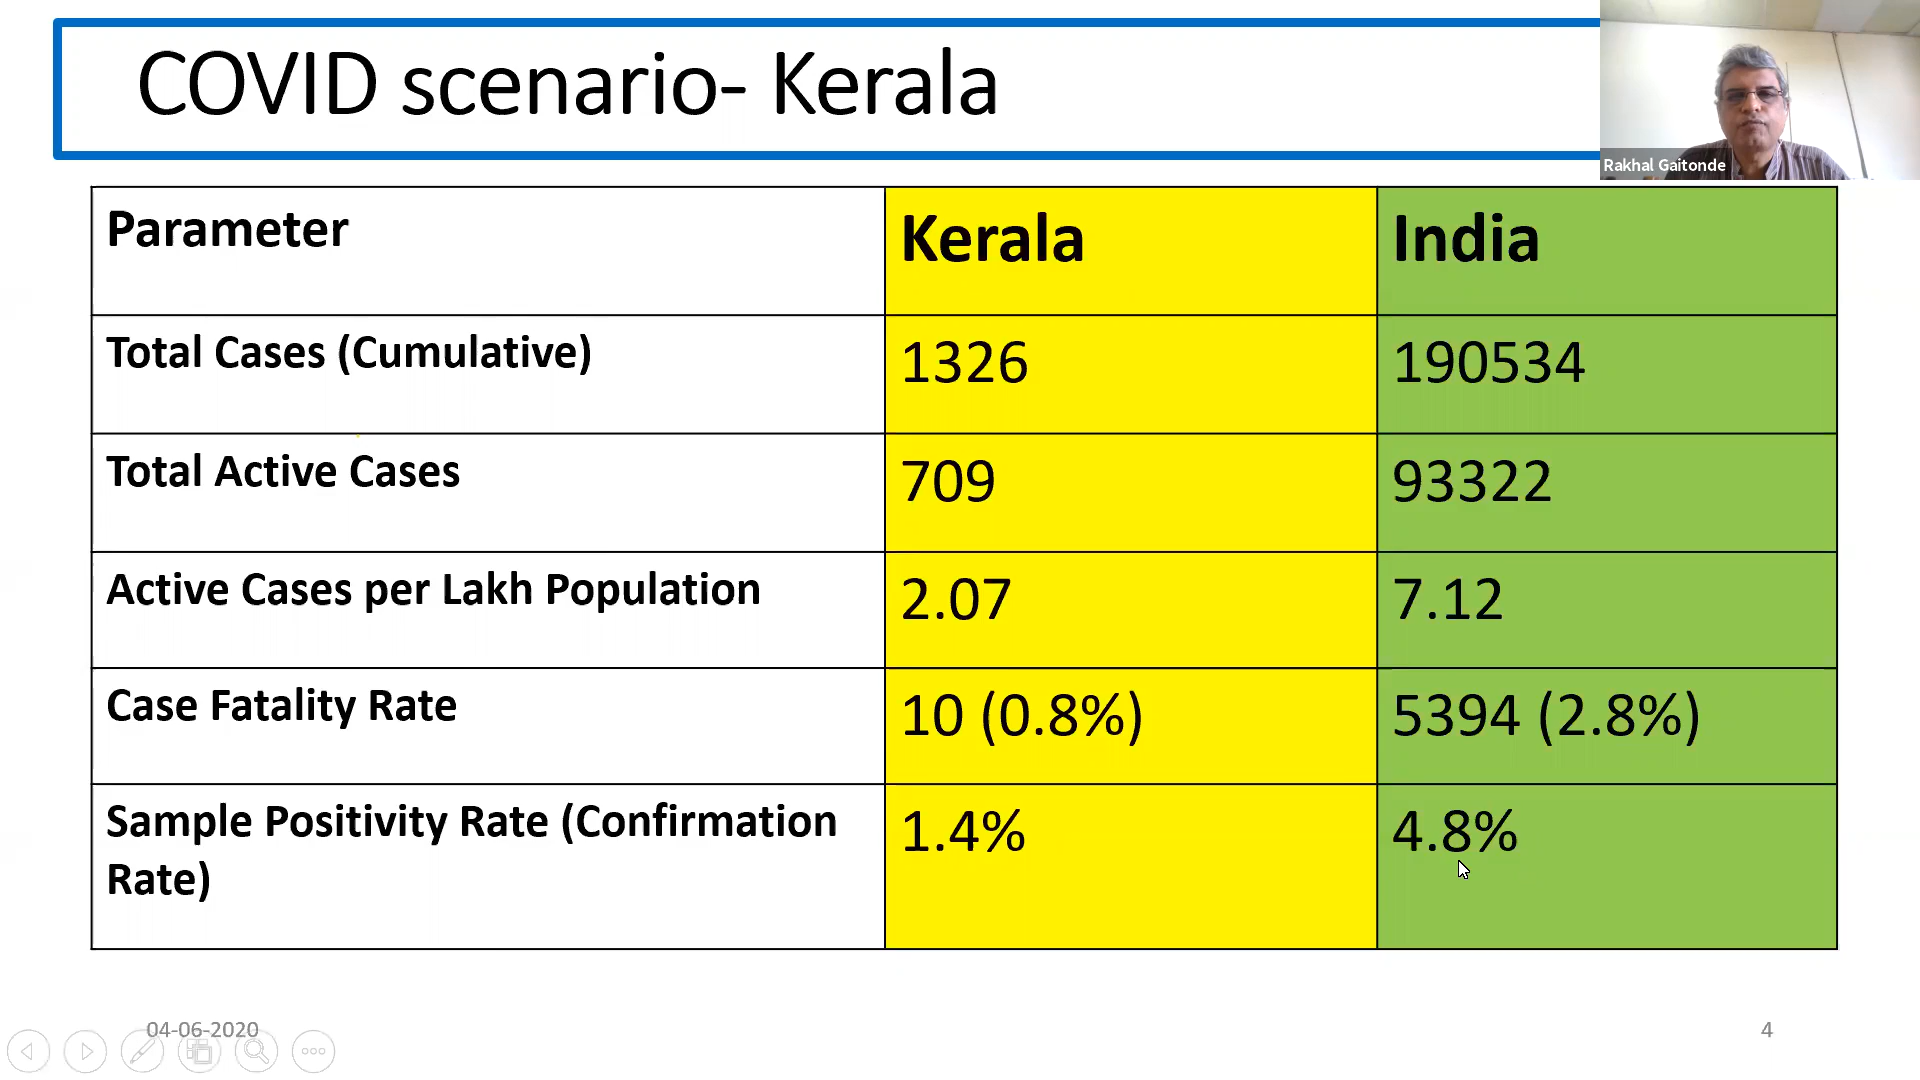 COVID scenario- Kerala
Rakhal Gaitonde
Parameter
Kerala
India
Total Cases (Cumulative)
1326
190534
Total Active Cases
709
93322
Active Cases per Lakh Population
2.07
7.12
Case Fatality Rate
10 (0.8%)
5394 (2.8%)
Sample Positivity Rate (Confirmation
Rate)
1.4%
4.8%
04-06-2020
4